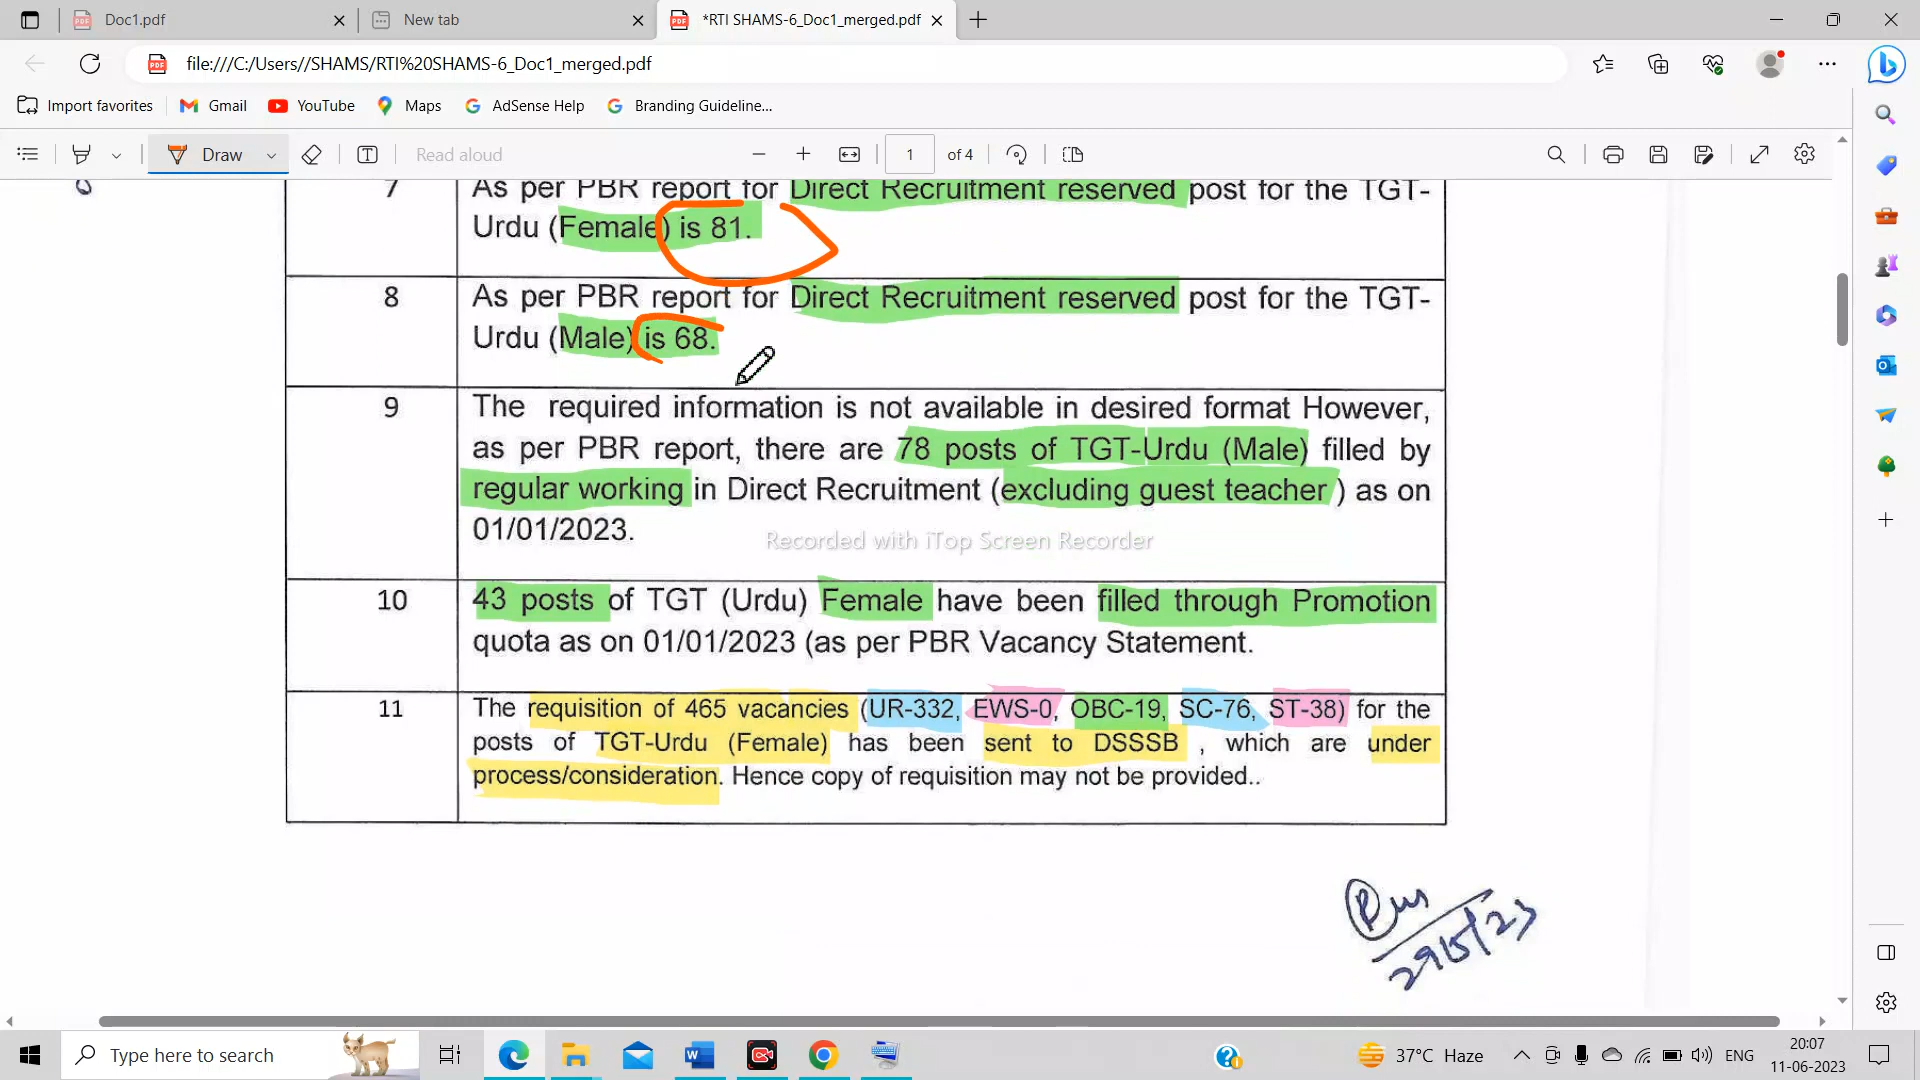 Doc1.pdf
New tab
*RTI SHAMS-6_Doc1_merged.pdf
file:///C:/Users//SHAMS/RTI%20SHAMS-6_Doc1_merged.pdf
Import favorites
Gmail
YouTube
Maps
AdSense Help
Branding Guideline...
Draw
Read aloud
1 of 4
7
As per PBR report for Direct Recruitment reserved post for the TGT-
Urdu (Female) is 81.
8
As per PBR report for Direct Recruitment reserved post for the TGT-
Urdu (Male) is 68.
9
The required information is not available in desired format However,
as per PBR report, there are 78 posts of TGT-Urdu (Male) filled by
regular working in Direct Recruitment (excluding guest teacher ) as on
01/01/2023.
Recorded with iTop Screen Recorder
10
43 posts of TGT (Urdu) Female have been filled through Promotion
quota as on 01/01/2023 (as per PBR Vacancy Statement.
11
The requisition of 465 vacancies (UR-332, EWS-0, OBC-19, SC-76, ST-38) for the
posts of TGT-Urdu (Female) has been sent to DSSSB , which are under
process/consideration. Hence copy of requisition may not be provided..
29/5/23
Type here to search
37°C Haze
ENG
20:07
11-06-2023